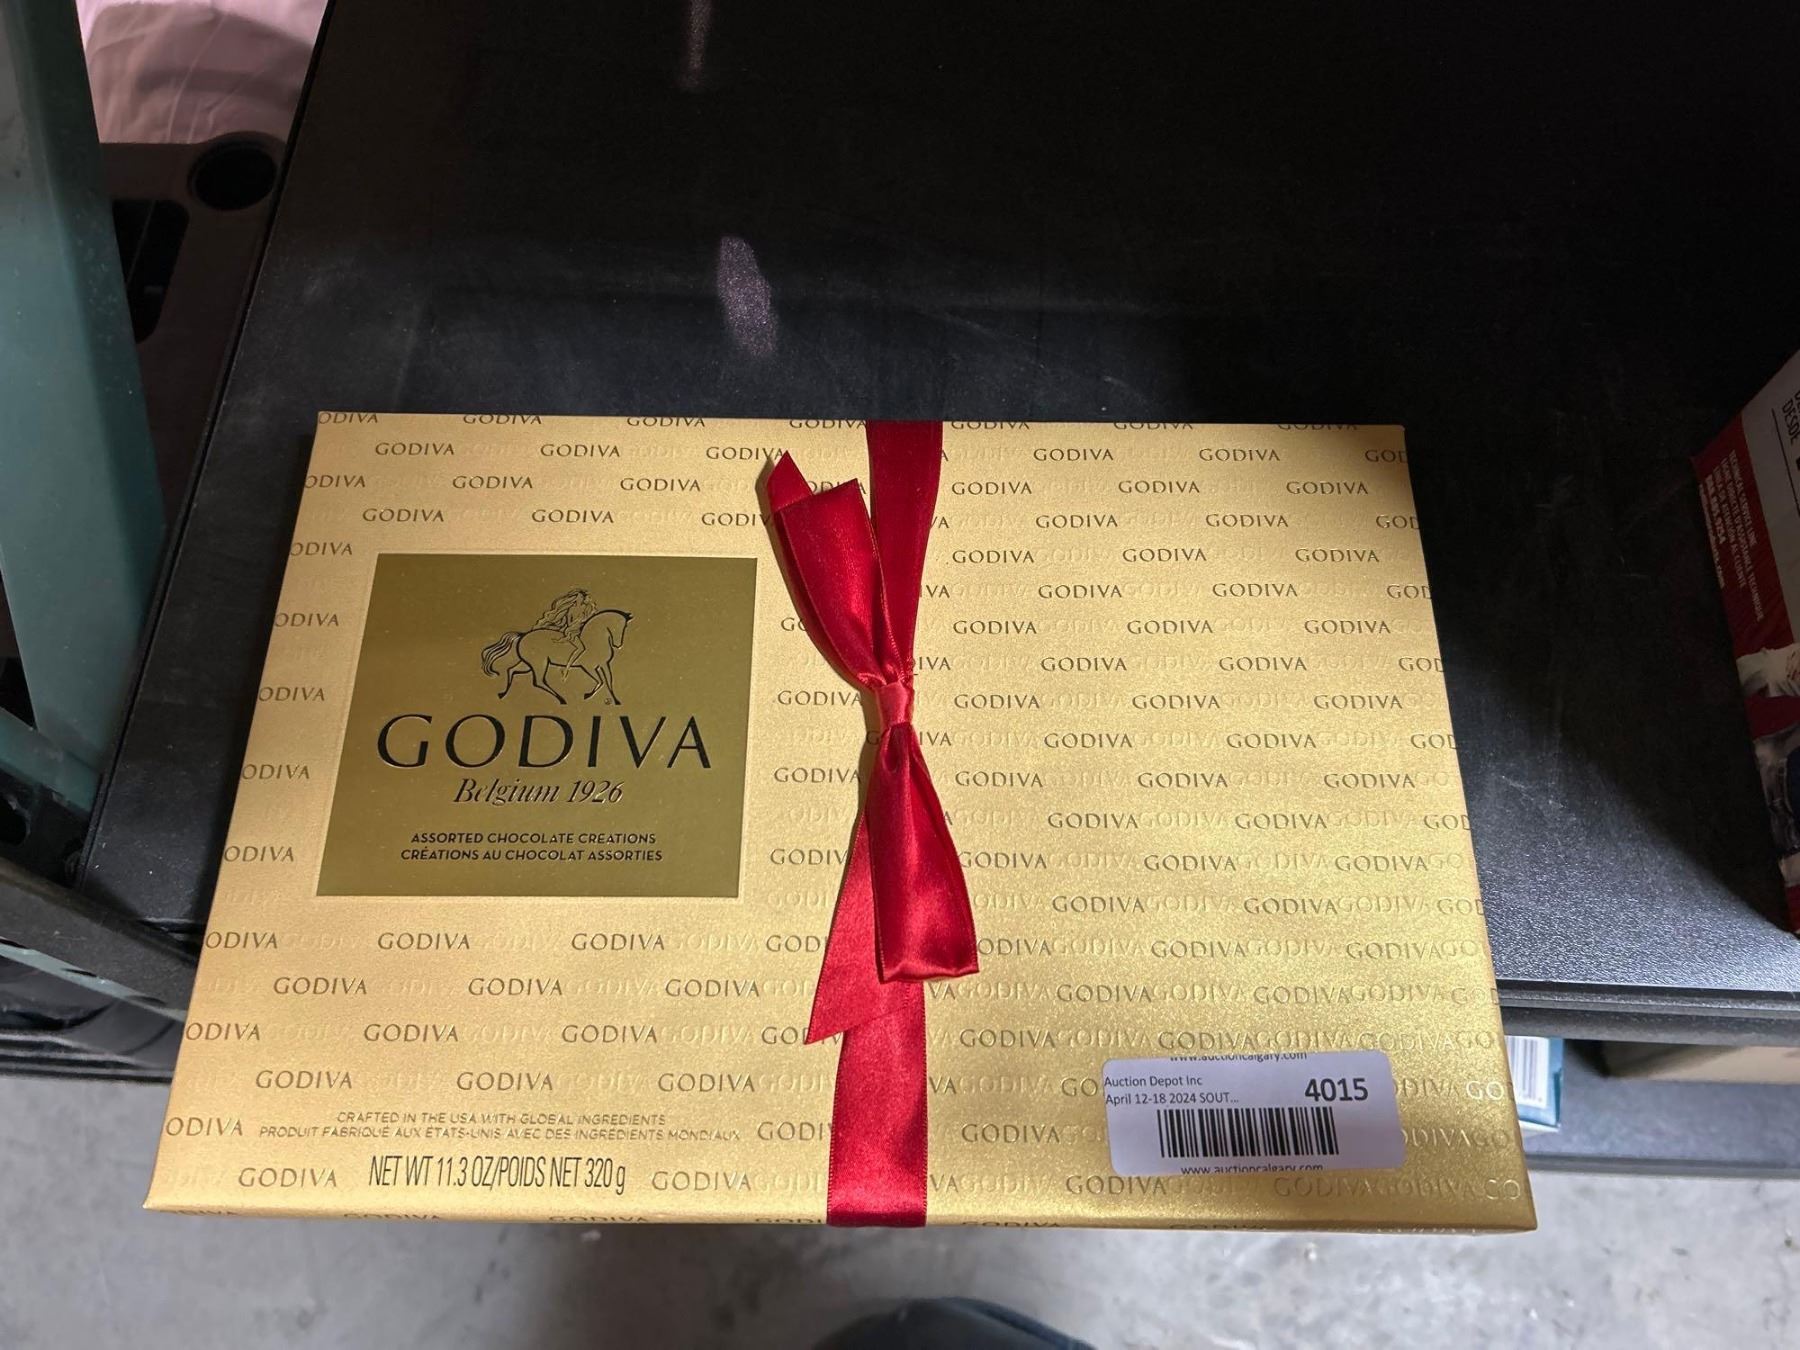 GODIVA
Belgium 1926
ASSORTED CHOCOLATE CREATIONS
CRÉATIONS AU CHOCOLAT ASSORTIES
CRAFTED IN THE USA WITH GLOBAL INGREDIENTS
PRODUIT FABRIQUÉ AUX ÉTATS-UNIS AVEC DES INGRÉDIENTS MONDIAUX
NET WT 11.3 OZ/POIDS NET 320 g
www.auctioncalgary.com
Auction Depot Inc
4015
April 12-18 2024 SOUT...
www.auctioncalgary.com